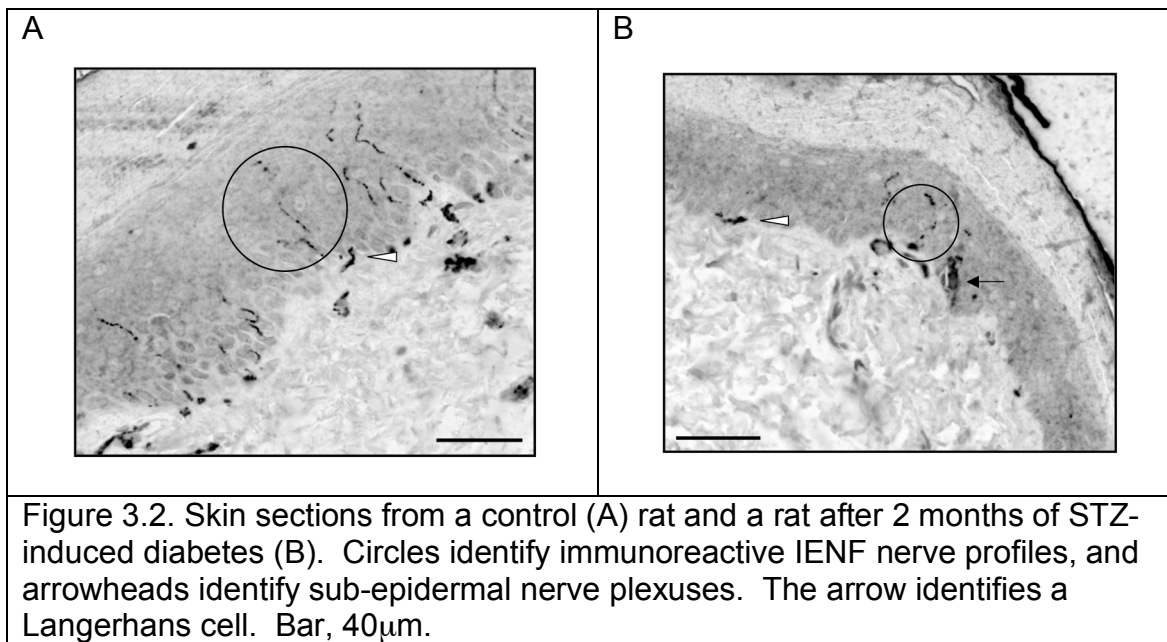 A
B
Figure 3.2. Skin sections from a control (A) rat and a rat after 2 months of STZ-
induced diabetes (B).  Circles identify immunoreactive IENF nerve profiles, and
arrowheads identify sub-epidermal nerve plexuses.  The arrow identifies a
Langerhans cell.  Bar, 40μm.